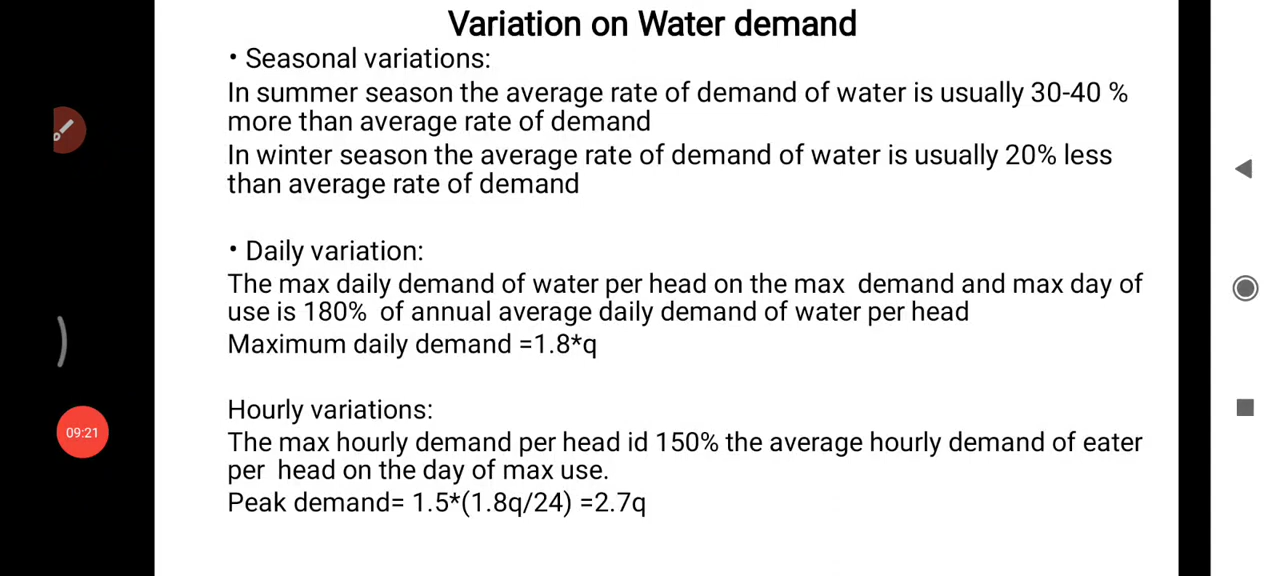 Variation on Water demand
• Seasonal variations:
In summer season the average rate of demand of water is usually 30-40 %
more than average rate of demand
In winter season the average rate of demand of water is usually 20% less
than average rate of demand
• Daily variation:
The max daily demand of water per head on the max  demand and max day of
use is 180%  of annual average daily demand of water per head
Maximum daily demand =1.8*q
Hourly variations:
The max hourly demand per head id 150% the average hourly demand of eater
per  head on the day of max use.
Peak demand= 1.5*(1.8q/24) =2.7q
09:21